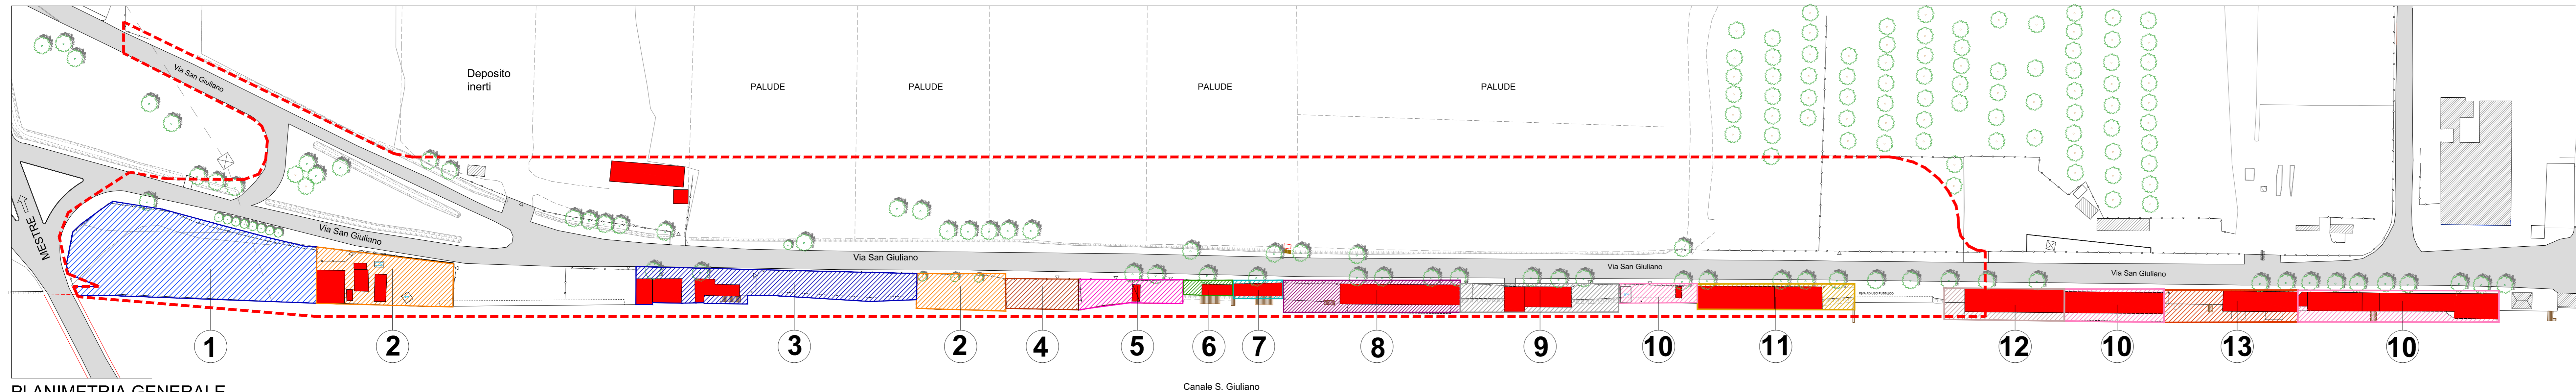 Via San Giuliano
Deposito
inerti
PALUDE
PALUDE
PALUDE
PALUDE
MESTRE
Via San Giuliano
Via San Giuliano
Via San Giuliano
Via San Giuliano
1
2
3
2
4
5
6
7
8
9
10
11
12
10
13
10
PLANIMETRIA GENERALE
Canale S. Giuliano